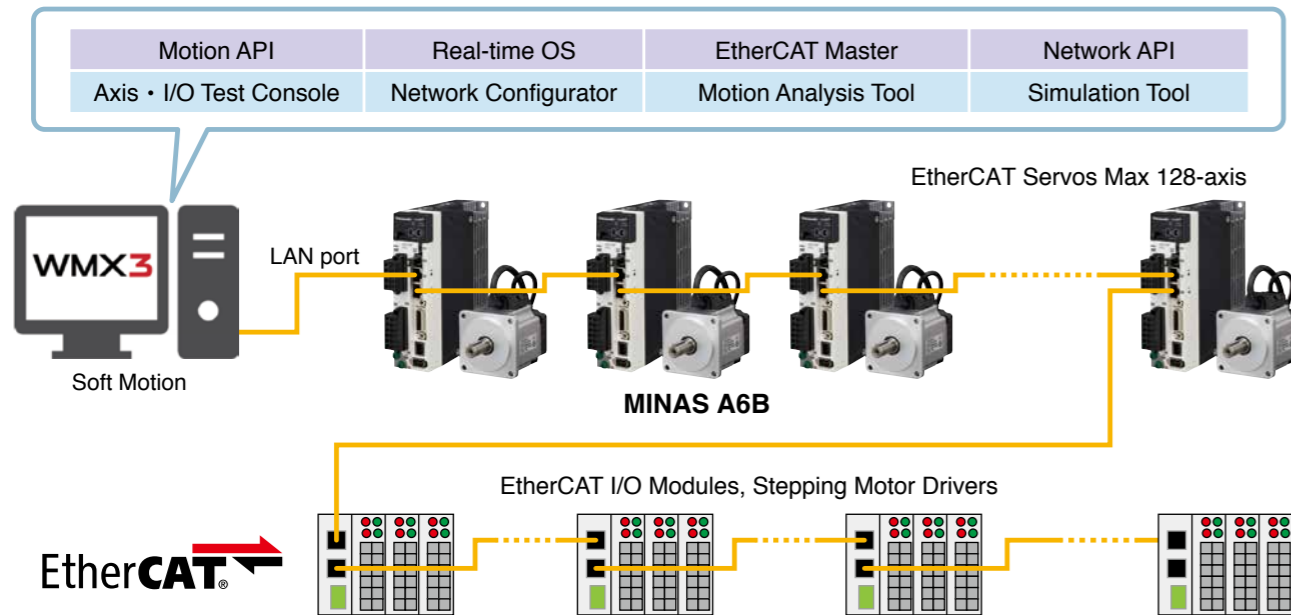 Motion API Real-time OS EtherCAT Master Network API
Axis・I/O Test Console Network Configurator Motion Analysis Tool Simulation Tool
EtherCAT Servos Max 128-axis
WMX3
LAN port
Soft Motion
MINAS A6B
EtherCAT I/O Modules, Stepping Motor Drivers
EtherCAT®